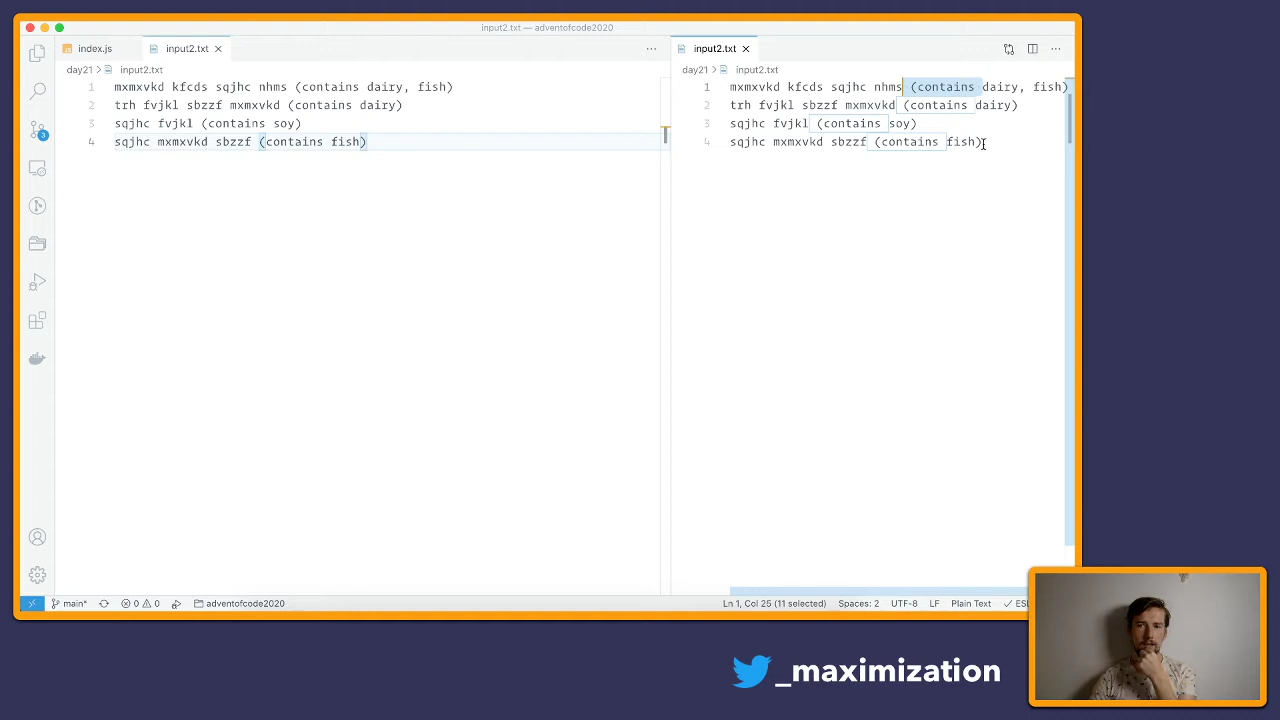 input2.txt — adventofcode2020
index.js
input2.txt
input2.txt
day21 > input2.txt
day21 > input2.txt
1 mxmxvkd kfcds sqjhc nhms (contains dairy, fish)
2 trh fvjkl sbzzf mxmxvkd (contains dairy)
3 sqjhc fvjkl (contains soy)
4 sqjhc mxmxvkd sbzzf (contains fish)
1 mxmxvkd kfcds sqjhc nhms (contains dairy, fish)
2 trh fvjkl sbzzf mxmxvkd (contains dairy)
3 sqjhc fvjkl (contains soy)
4 sqjhc mxmxvkd sbzzf (contains fish)
3
main* 0 0 adventofcode2020 Ln 1, Col 25 (11 selected) Spaces: 2 UTF-8 LF Plain Text
_maximization